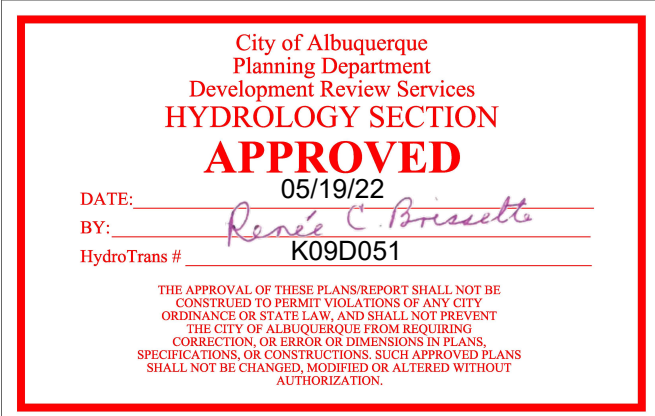 City of Albuquerque
Planning Department
Development Review Services
HYDROLOGY SECTION
APPROVED
DATE: 05/19/22
BY: Renée C. Brissette
HydroTrans # K09D051
THE APPROVAL OF THESE PLANS/REPORT SHALL NOT BE
CONSTRUED TO PERMIT VIOLATIONS OF ANY CITY
ORDINANCE OR STATE LAW, AND SHALL NOT PREVENT
THE CITY OF ALBUQUERQUE FROM REQUIRING
CORRECTION, OR ERROR OR DIMENSIONS IN PLANS,
SPECIFICATIONS, OR CONSTRUCTIONS. SUCH APPROVED PLANS
SHALL NOT BE CHANGED, MODIFIED OR ALTERED WITHOUT
AUTHORIZATION.